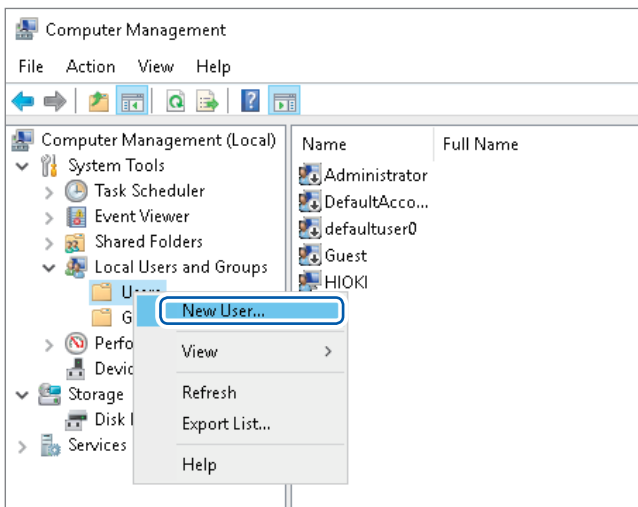 Computer Management
File Action View Help
Computer Management (Local)
System Tools
Task Scheduler
Event Viewer
Shared Folders
Local Users and Groups
Storage
Services
Name Full Name
Administrator
DefaultAcco...
defaultuser0
Guest
HIOKI
New User...
View
Refresh
Export List...
Help